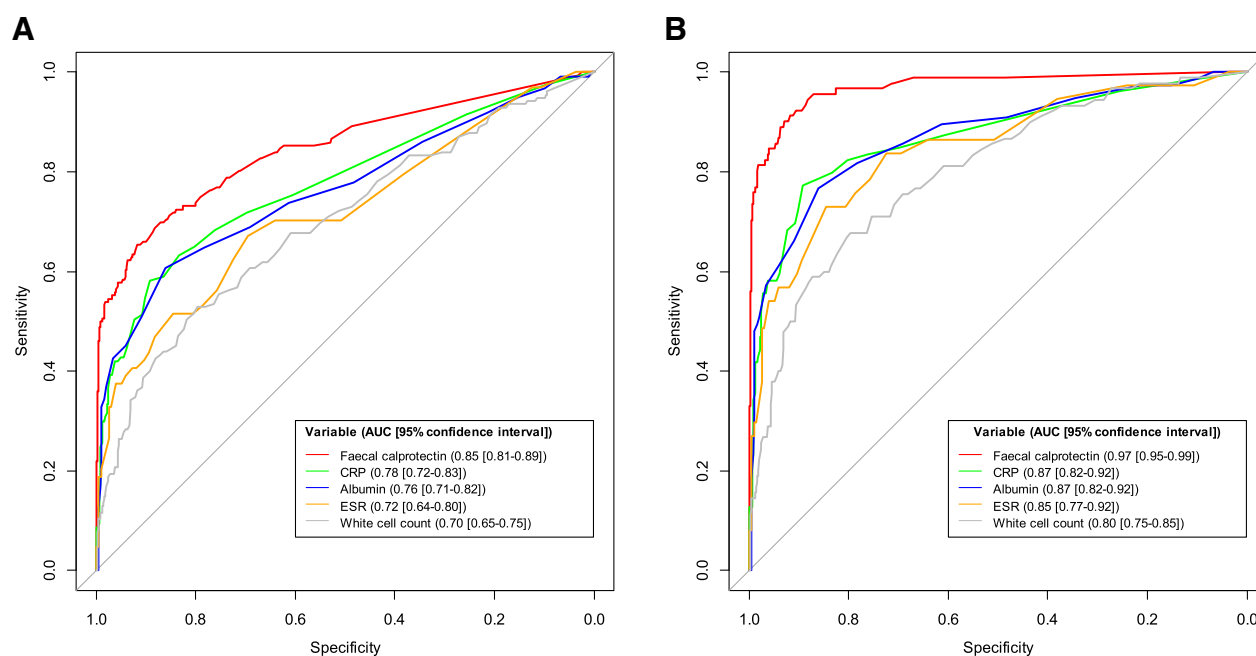 A
1.0
0.8
0.6
0.4
0.2
0.0
Sensitivity
Variable (AUC [95% confidence interval])
Faecal calprotectin (0.85 [0.81-0.89])
CRP (0.78 [0.72-0.83])
Albumin (0.76 [0.71-0.82])
ESR (0.72 [0.64-0.80])
White cell count (0.70 [0.65-0.75])
1.0 0.8 0.6 0.4 0.2 0.0
Specificity
B
1.0
0.8
0.6
0.4
0.2
0.0
Sensitivity
Variable (AUC [95% confidence interval])
Faecal calprotectin (0.97 [0.95-0.99])
CRP (0.87 [0.82-0.92])
Albumin (0.87 [0.82-0.92])
ESR (0.85 [0.77-0.92])
White cell count (0.80 [0.75-0.85])
1.0 0.8 0.6 0.4 0.2 0.0
Specificity